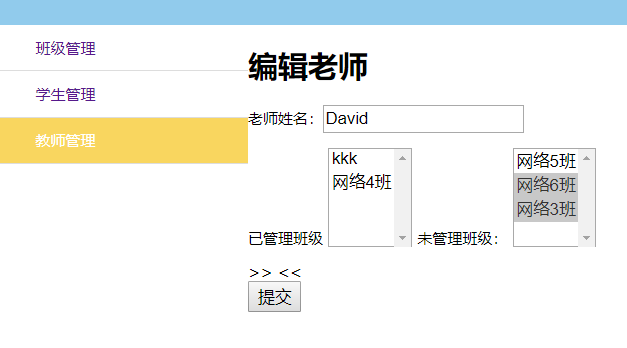 班级管理
学生管理
教师管理
编辑老师
老师姓名：David
已管理班级
kkk
网络4班
未管理班级：
网络5班
网络6班
网络3班
>> <<
提交